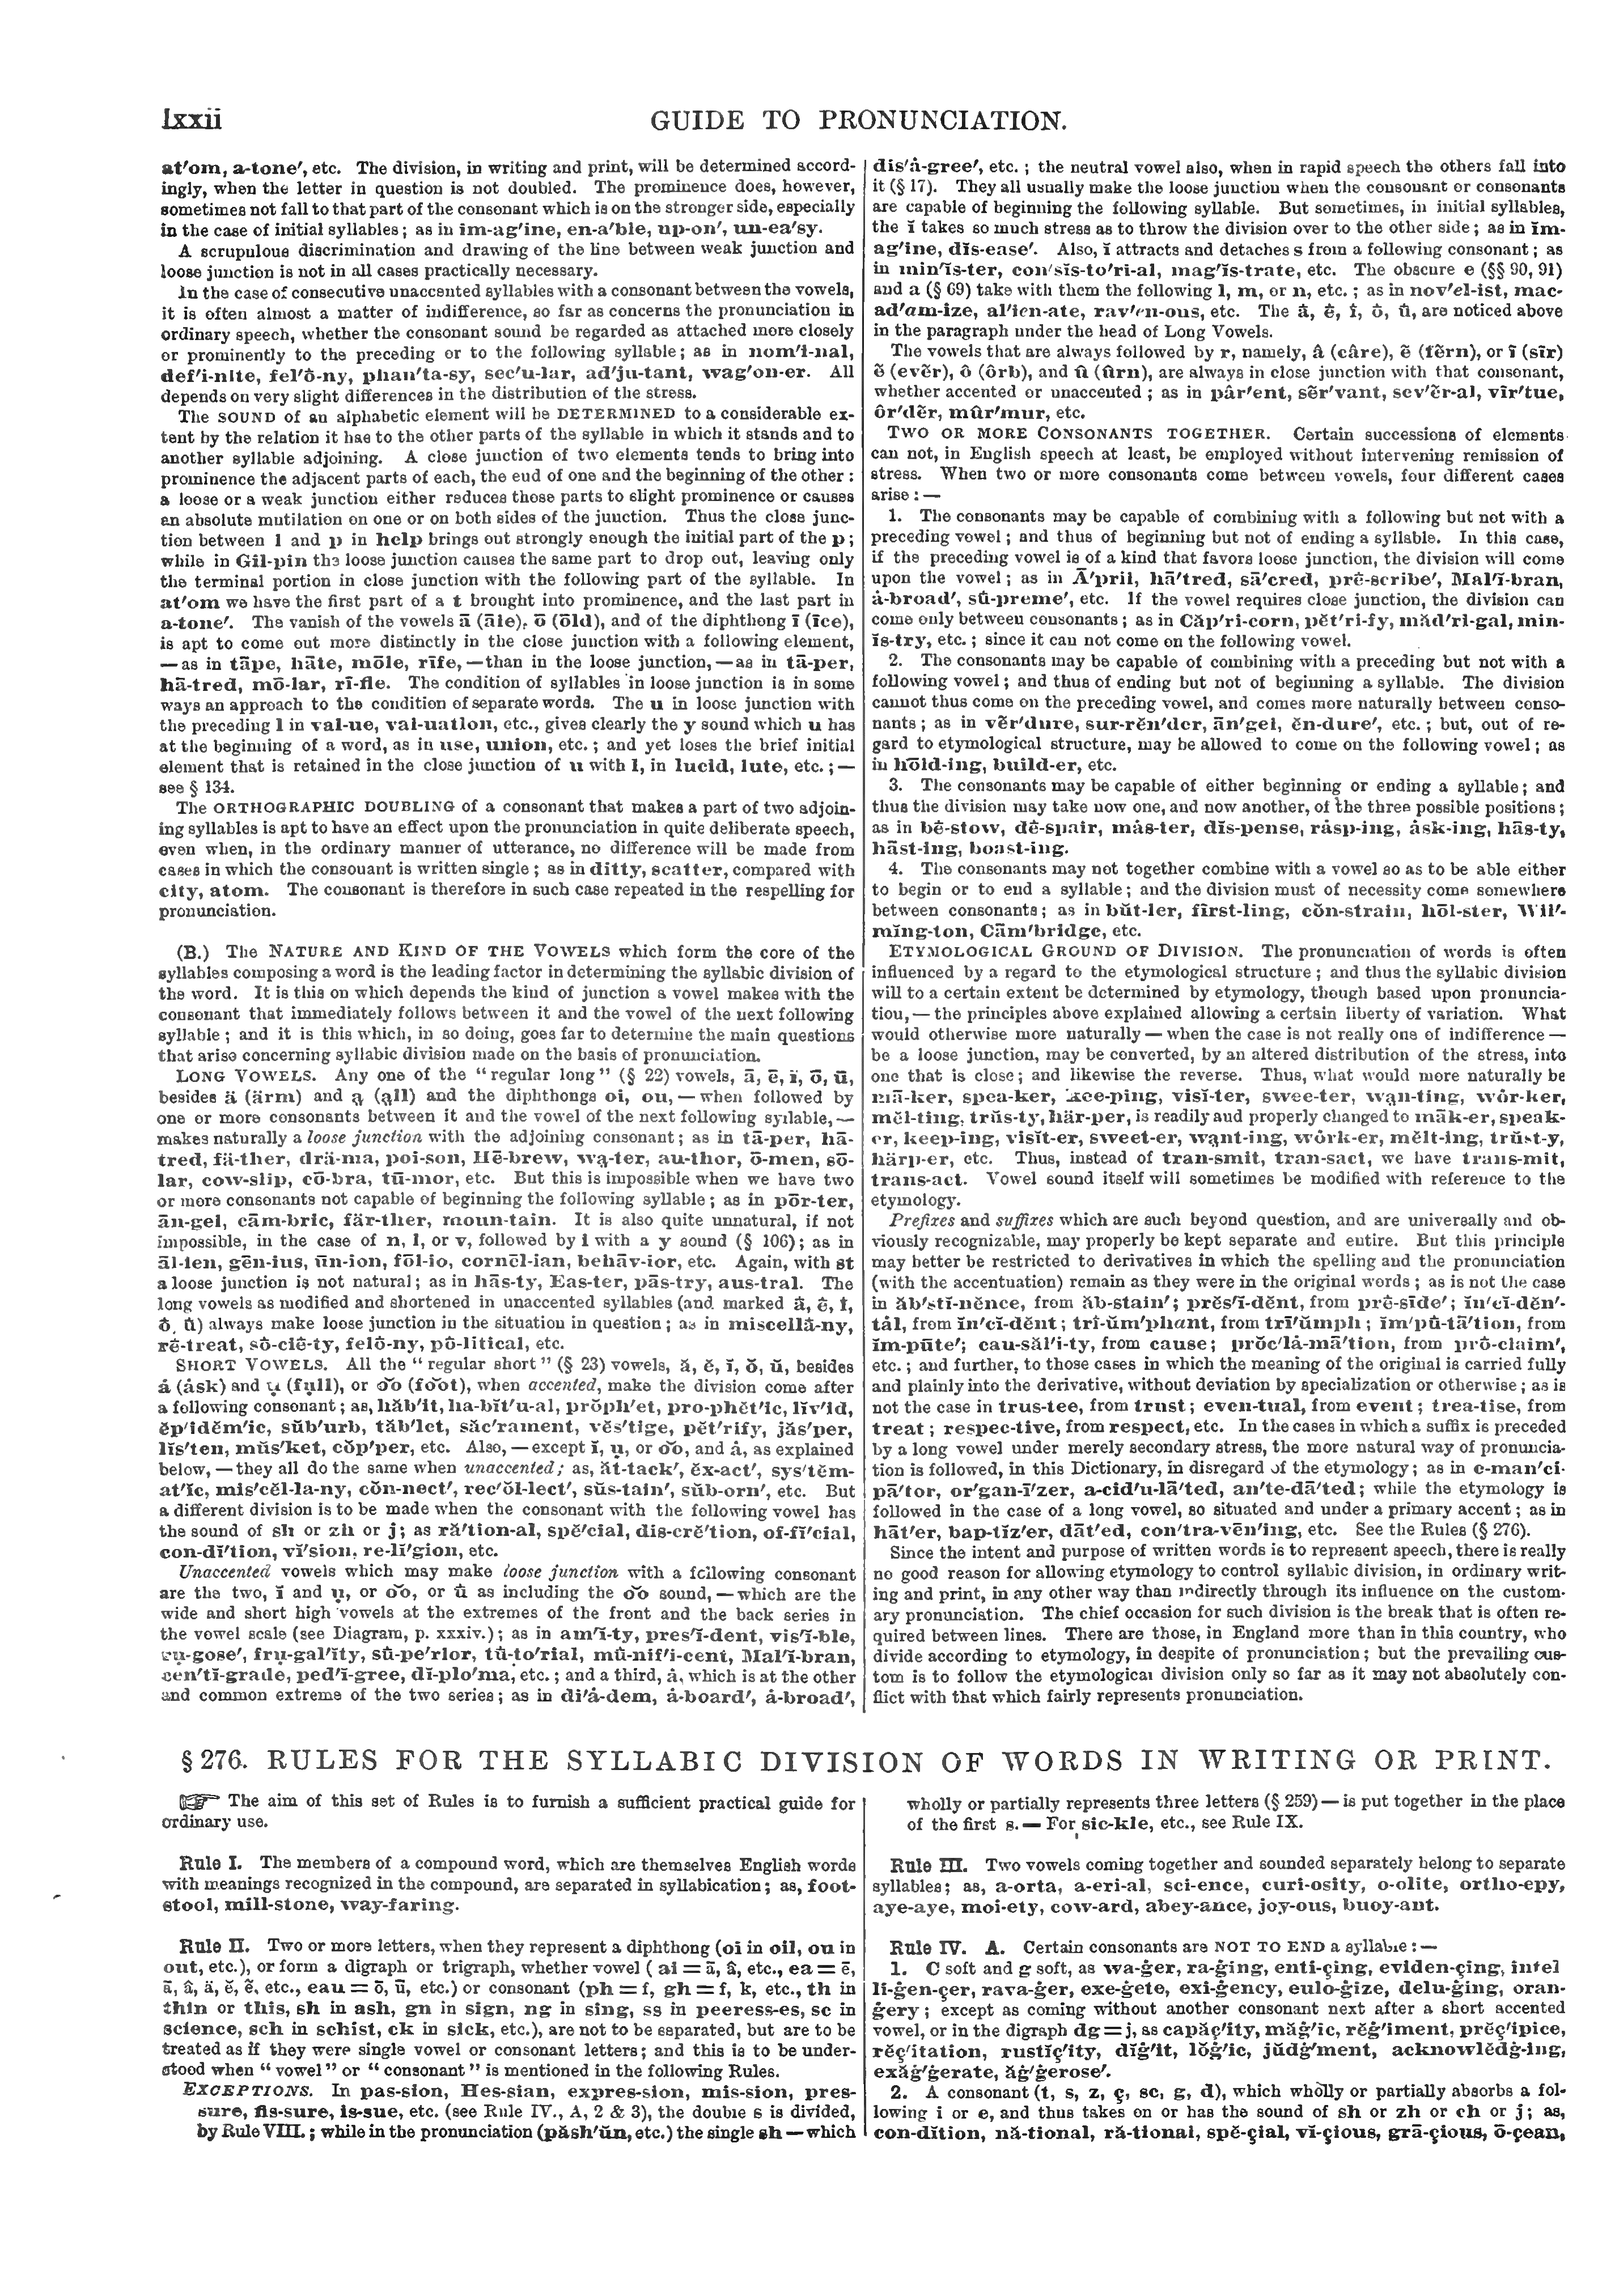 lxxii
GUIDE TO PRONUNCIATION.
at′om, a-tone′, etc. The division, in writing and print, will be determined accord-
ingly, when the letter in question is not doubled. The prominence does, however,
sometimes not fall to that part of the consonant which is on the stronger side, especially
in the case of initial syllables; as in im-ag′ine, en-a′ble, up-on′, un-ea′sy.
A scrupulous discrimination and drawing of the line between weak junction and
loose junction is not in all cases practically necessary.
In the case of consecutive unaccented syllables with a consonant between the vowels,
it is often almost a matter of indifference, so far as concerns the pronunciation in
ordinary speech, whether the consonant sound be regarded as attached more closely
or prominently to the preceding or to the following syllable; as in nom′i-nal,
def′i-nite, fel′ô-ny, phan′ta-sy, sec′u-lar, ad′ju-tant, wag′on-er. All
depends on very slight differences in the distribution of the stress.
The SOUND of an alphabetic element will be DETERMINED to a considerable ex-
tent by the relation it has to the other parts of the syllable in which it stands and to
another syllable adjoining. A close junction of two elements tends to bring into
prominence the adjacent parts of each, the end of one and the beginning of the other:
a loose or a weak junction either reduces those parts to slight prominence or causes
an absolute mutilation on one or on both sides of the junction. Thus the close junc-
tion between l and p in help brings out strongly enough the initial part of the p;
while in Gil-pin the loose junction causes the same part to drop out, leaving only
the terminal portion in close junction with the following part of the syllable. In
at′om we have the first part of a t brought into prominence, and the last part in
a-tone′. The vanish of the vowels ā (āle), ō (ōld), and of the diphthong ī (īce),
is apt to come out more distinctly in the close junction with a following element,
— as in tāpe, hāte, mōle, rīfe, — than in the loose junction, — as in tā-per,
hā-tred, mō-lar, rī-fle. The condition of syllables in loose junction is in some
ways an approach to the condition of separate words. The u in loose junction with
the preceding l in val-ue, val-uation, etc., gives clearly the y sound which u has
at the beginning of a word, as in use, union, etc.; and yet loses the brief initial
element that is retained in the close junction of u with l, in lucid, lute, etc.; —
see § 134.
The ORTHOGRAPHIC DOUBLING of a consonant that makes a part of two adjoin-
ing syllables is apt to have an effect upon the pronunciation in quite deliberate speech,
even when, in the ordinary manner of utterance, no difference will be made from
cases in which the consonant is written single; as in ditty, scatter, compared with
city, atom. The consonant is therefore in such case repeated in the respelling for
pronunciation.
(B.) The NATURE AND KIND OF THE VOWELS which form the core of the
syllables composing a word is the leading factor in determining the syllabic division of
the word. It is this on which depends the kind of junction a vowel makes with the
consonant that immediately follows between it and the vowel of the next following
syllable; and it is this which, in so doing, goes far to determine the main questions
that arise concerning syllabic division made on the basis of pronunciation.
LONG VOWELS. Any one of the “regular long” (§ 22) vowels, ā, ē, ī, ō, ū,
besides ä (ärm) and a̤ (a̤ll) and the diphthongs oi, ou, — when followed by
one or more consonants between it and the vowel of the next following syllable, —
makes naturally a loose junction with the adjoining consonant; as in tā-per, hā-
tred, fä-ther, drä-ma, poi-son, Hē-brew, wa̤-ter, au-thor, ō-men, sō-
lar, cow-slip, cō-bra, tū-mor, etc. But this is impossible when we have two
or more consonants not capable of beginning the following syllable; as in pōr-ter,
ān-gel, cām-bric, fär-ther, moun-tain. It is also quite unnatural, if not
impossible, in the case of n, l, or v, followed by i with a y sound (§ 106); as in
āl-ien, gēn-ius, ūn-ion, fōl-io, cornēl-ian, behāv-ior, etc. Again, with st
a loose junction is not natural; as in hās-ty, Eas-ter, pās-try, aus-tral. The
long vowels as modified and shortened in unaccented syllables (and marked â, ê, î,
ô, û) always make loose junction in the situation in question; as in miscellâ-ny,
rê-treat, sô-ciê-ty, felô-ny, pô-litical, etc.
SHORT VOWELS. All the “regular short” (§ 23) vowels, ă, ĕ, ĭ, ŏ, ŭ, besides
ȧ (ȧsk) and ṳ (fṳll), or o͝o (fo͝ot), when accented, make the division come after
a following consonant; as, hăb′it, ha-bĭt′u-al, prŏph′et, pro-phĕt′ic, lĭv′id,
ĕp′idĕm′ic, sŭb′urb, tăb′let, săc′rament, vĕs′tige, pĕt′rify, jăs′per,
lĭs′ten, mŭs′ket, cŏp′per, etc. Also, — except ĭ, ṳ, or o͝o, and ȧ, as explained
below, — they all do the same when unaccented; as, ăt-tack′, ĕx-act′, sys′tĕm-
at′ic, mis′cĕl-la-ny, cŏn-nect′, rec′ŏl-lect′, sŭs-tain′, sŭb-orn′, etc. But
a different division is to be made when the consonant with the following vowel has
the sound of sh or zh or j; as ră′tion-al, spĕ′cial, dis-crĕ′tion, of-fĭ′cial,
con-dĭ′tion, vĭ′sion, re-lĭ′gion, etc.
Unaccented vowels which may make loose junction with a following consonant
are the two, ĭ and ṳ, or o͝o, or û as including the o͝o sound, — which are the
wide and short high vowels at the extremes of the front and the back series in
the vowel scale (see Diagram, p. xxxiv.); as in am′ĭ-ty, pres′ĭ-dent, vis′ĭ-ble,
rṳ-gose′, frṳ-gal′ity, sû-pe′rior, tû-to′rial, mû-nif′i-cent, Mal′ĭ-bran,
cen′tĭ-grade, ped′ĭ-gree, dĭ-plo′ma, etc.; and a third, ȧ, which is at the other
and common extreme of the two series; as in di′ȧ-dem, ȧ-board′, ȧ-broad′,
dis′ȧ-gree′, etc.; the neutral vowel also, when in rapid speech the others fall into
it (§ 17). They all usually make the loose junction when the consonant or consonants
are capable of beginning the following syllable. But sometimes, in initial syllables,
the ĭ takes so much stress as to throw the division over to the other side; as in ĭm-
ag′ine, dĭs-ease′. Also, ĭ attracts and detaches s from a following consonant; as
in min′ĭs-ter, con′sĭs-to′ri-al, mag′ĭs-trate, etc. The obscure e (§§ 90, 91)
and a (§ 69) take with them the following l, m, or n, etc.; as in nov′el-ist, mac-
ad′am-ize, al′ien-ate, rav′en-ous, etc. The â, ê, î, ô, û, are noticed above
in the paragraph under the head of Long Vowels.
The vowels that are always followed by r, namely, â (câre), ẽ (fẽrn), or ĩ (sĩr)
ẽ (evẽr), ô (ôrb), and û (ûrn), are always in close junction with that consonant,
whether accented or unaccented; as in pâr′ent, sẽr′vant, sev′ẽr-al, vĩr′tue,
ôr′dẽr, mûr′mur, etc.
TWO OR MORE CONSONANTS TOGETHER. Certain successions of elements
can not, in English speech at least, be employed without intervening remission of
stress. When two or more consonants come between vowels, four different cases
arise: —
1. The consonants may be capable of combining with a following but not with a
preceding vowel; and thus of beginning but not of ending a syllable. In this case,
if the preceding vowel is of a kind that favors loose junction, the division will come
upon the vowel; as in Ā′pril, hā′tred, sā′cred, prê-scribe′, Mal′ĭ-bran,
ȧ-broad′, sû-preme′, etc. If the vowel requires close junction, the division can
come only between consonants; as in Căp′ri-corn, pĕt′ri-fy, măd′ri-gal, min-
ĭs-try, etc.; since it can not come on the following vowel.
2. The consonants may be capable of combining with a preceding but not with a
following vowel; and thus of ending but not of beginning a syllable. The division
cannot thus come on the preceding vowel, and comes more naturally between conso-
nants; as in vẽr′dure, sur-rĕn′der, ān′gel, ĕn-dure′, etc.; but, out of re-
gard to etymological structure, may be allowed to come on the following vowel; as
in hōld-ing, build-er, etc.
3. The consonants may be capable of either beginning or ending a syllable; and
thus the division may take now one, and now another, of the three possible positions;
as in bê-stow, dê-spair, mȧs-ter, dĭs-pense, rȧsp-ing, ȧsk-ing, hās-ty,
hāst-ing, boast-ing.
4. The consonants may not together combine with a vowel so as to be able either
to begin or to end a syllable; and the division must of necessity come somewhere
between consonants; as in bŭt-ler, fĩrst-ling, cŏn-strain, hōl-ster, Wil′-
mĭng-ton, Cām′bridge, etc.
ETYMOLOGICAL GROUND OF DIVISION. The pronunciation of words is often
influenced by a regard to the etymological structure; and thus the syllabic division
will to a certain extent be determined by etymology, though based upon pronuncia-
tion, — the principles above explained allowing a certain liberty of variation. What
would otherwise more naturally — when the case is not really one of indifference —
be a loose junction, may be converted, by an altered distribution of the stress, into
one that is close; and likewise the reverse. Thus, what would more naturally be
mā-ker, spea-ker, kee-ping, visĭ-ter, swee-ter, wa̤n-ting, wôr-ker,
mĕl-ting, trŭs-ty, här-per, is readily and properly changed to māk-er, speak-
er, keep-ing, visĭt-er, sweet-er, wa̤nt-ing, wôrk-er, mĕlt-ing, trŭst-y,
härp-er, etc. Thus, instead of tran-smit, tran-sact, we have trans-mit,
trans-act. Vowel sound itself will sometimes be modified with reference to the
etymology.
Prefixes and suffixes which are such beyond question, and are universally and ob-
viously recognizable, may properly be kept separate and entire. But this principle
may better be restricted to derivatives in which the spelling and the pronunciation
(with the accentuation) remain as they were in the original words; as is not the case
in ăb′stĭ-nĕnce, from ăb-stain′; prĕs′ĭ-dĕnt, from prê-sīde′; ĭn′cĭ-dĕn′-
tȧl, from ĭn′cĭ-dĕnt; trî-ŭm′phant, from trī′ŭmph; ĭm′pû-tā′tion, from
ĭm-pūte′; cau-săl′i-ty, from cause; prŏc′lȧ-mā′tion, from prô-claim′,
etc.; and further, to those cases in which the meaning of the original is carried fully
and plainly into the derivative, without deviation by specialization or otherwise; as is
not the case in trus-tee, from trust; even-tual, from event; trea-tise, from
treat; respec-tive, from respect, etc. In the cases in which a suffix is preceded
by a long vowel under merely secondary stress, the more natural way of pronuncia-
tion is followed, in this Dictionary, in disregard of the etymology; as in e-man′ci-
pā′tor, or′gan-ī′zer, a-cid′u-lā′ted, an′te-dā′ted; while the etymology is
followed in the case of a long vowel, so situated and under a primary accent; as in
hāt′er, bap-tīz′er, dāt′ed, con′tra-vēn′ing, etc. See the Rules (§ 276).
Since the intent and purpose of written words is to represent speech, there is really
no good reason for allowing etymology to control syllabic division, in ordinary writ-
ing and print, in any other way than indirectly through its influence on the custom-
ary pronunciation. The chief occasion for such division is the break that is often re-
quired between lines. There are those, in England more than in this country, who
divide according to etymology, in despite of pronunciation; but the prevailing cus-
tom is to follow the etymological division only so far as it may not absolutely con-
flict with that which fairly represents pronunciation.
§ 276. RULES FOR THE SYLLABIC DIVISION OF WORDS IN WRITING OR PRINT.
☞ The aim of this set of Rules is to furnish a sufficient practical guide for
ordinary use.
Rule I. The members of a compound word, which are themselves English words
with meanings recognized in the compound, are separated in syllabication; as, foot-
stool, mill-stone, way-faring.
Rule II. Two or more letters, when they represent a diphthong (oi in oil, ou in
out, etc.), or form a digraph or trigraph, whether vowel (ai = ā, â, etc., ea = ē,
ā, â, ä, ĕ, ẽ, etc., eau = ō, ū, etc.) or consonant (ph = f, gh = f, k, etc., th in
thin or this, sh in ash, gn in sign, ng in sing, ss in peeress-es, sc in
science, sch in schist, ck in sick, etc.), are not to be separated, but are to be
treated as if they were single vowel or consonant letters; and this is to be under-
stood when “vowel” or “consonant” is mentioned in the following Rules.
EXCEPTIONS. In pas-sion, Hes-sian, expres-sion, mis-sion, pres-
sure, fis-sure, is-sue, etc. (see Rule IV., A, 2 & 3), the double s is divided,
by Rule VIII.; while in the pronunciation (păsh′ŭn, etc.) the single sh — which
wholly or partially represents three letters (§ 259) — is put together in the place
of the first s. — For sic-kle, etc., see Rule IX.
Rule III. Two vowels coming together and sounded separately belong to separate
syllables; as, a-orta, a-eri-al, sci-ence, curi-osity, o-olite, ortho-epy,
aye-aye, moi-ety, cow-ard, abey-ance, joy-ous, buoy-ant.
Rule IV. A. Certain consonants are NOT TO END a syllable: —
1. C soft and g soft, as wa-ġer, ra-ġing, enti-çing, eviden-çing, intel
li-ġen-çer, rava-ġer, exe-ġete, exi-ġency, eulo-ġize, delu-ġing, oran-
ġery; except as coming without another consonant next after a short accented
vowel, or in the digraph dg = j, as capăç′ity, măġ′ic, rĕġ′iment, prĕç′ipice,
rĕç′itation, rustĭç′ity, dĭġ′it, lŏġ′ic, jŭdġ′ment, acknowlĕdġ-ing,
exăġ′ġerate, ăġ′ġerose′.
2. A consonant (t, s, z, ç, sc, g, d), which wholly or partially absorbs a fol-
lowing i or e, and thus takes on or has the sound of sh or zh or ch or j; as,
con-dĭtion, nă-tional, ră-tional, spĕ-çial, vĭ-çious, grā-çious, ō-çean,